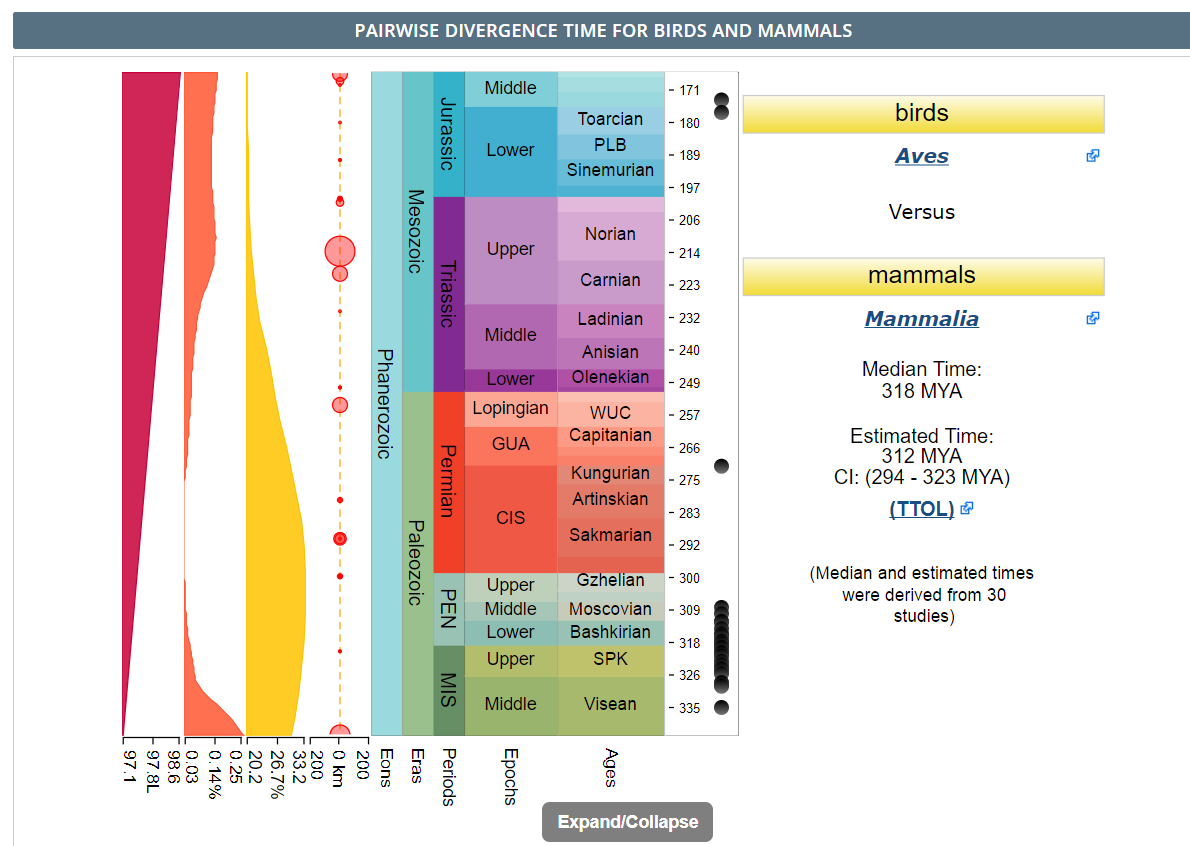 PAIRWISE DIVERGENCE TIME FOR BIRDS AND MAMMALS
Phanerozoic
Mesozoic
Paleozoic
Jurassic
Triassic
Permian
PEN
MIS
Middle
Lower
Upper
Middle
Lower
Lopingian
GUA
CIS
Upper
Middle
Lower
Upper
Middle
Toarcian
PLB
Sinemurian
Norian
Carnian
Ladinian
Anisian
Olenekian
WUC
Capitanian
Kungurian
Artinskian
Sakmarian
Gzhelian
Moscovian
Bashkirian
SPK
Visean
171
180
189
197
206
214
223
232
240
249
257
266
275
283
292
300
309
318
326
335
97.1
97.8L
98.6
0.03
0.14%
0.25
20.2
26.7%
33.2
200
0 km
200
Eons
Eras
Periods
Epochs
Ages
Expand/Collapse
birds
Aves
Versus
mammals
Mammalia
Median Time:
318 MYA
Estimated Time:
312 MYA
CI: (294 - 323 MYA)
(TTOL)
(Median and estimated times
were derived from 30
studies)